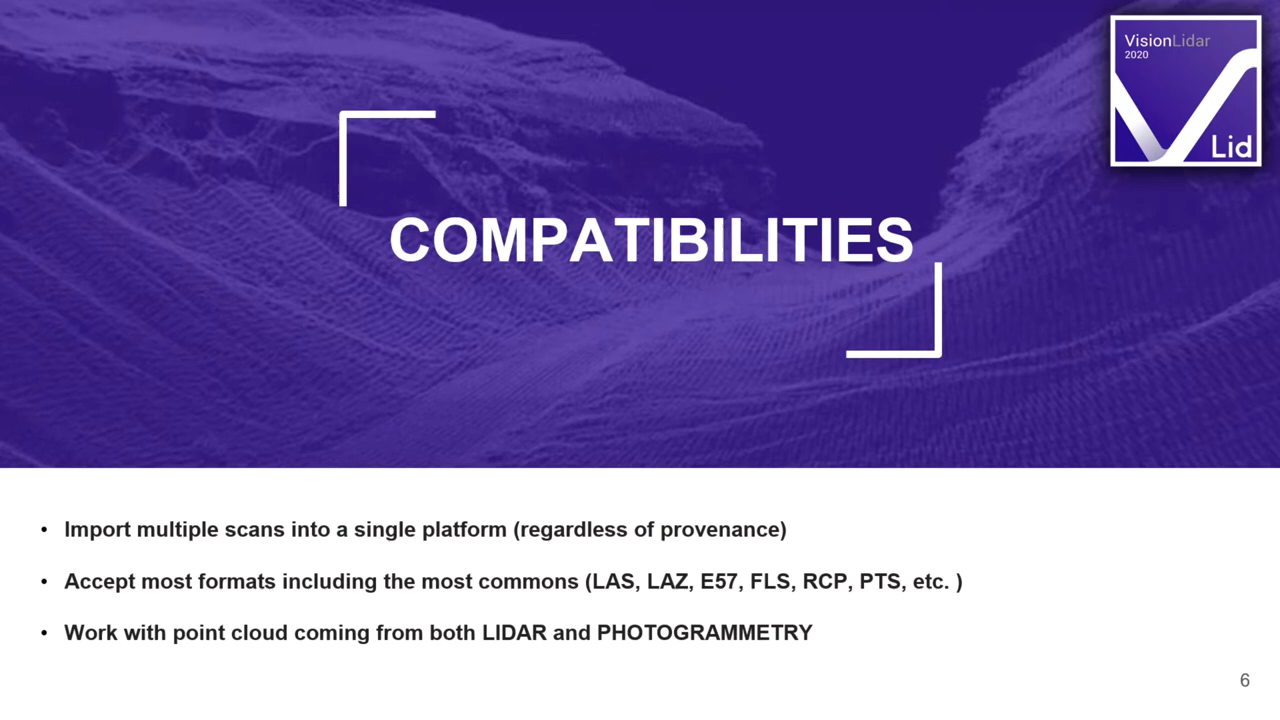 VisionLidar
2020
Lid
COMPATIBILITIES
• Import multiple scans into a single platform (regardless of provenance)
• Accept most formats including the most commons (LAS, LAZ, E57, FLS, RCP, PTS, etc. )
• Work with point cloud coming from both LIDAR and PHOTOGRAMMETRY
6